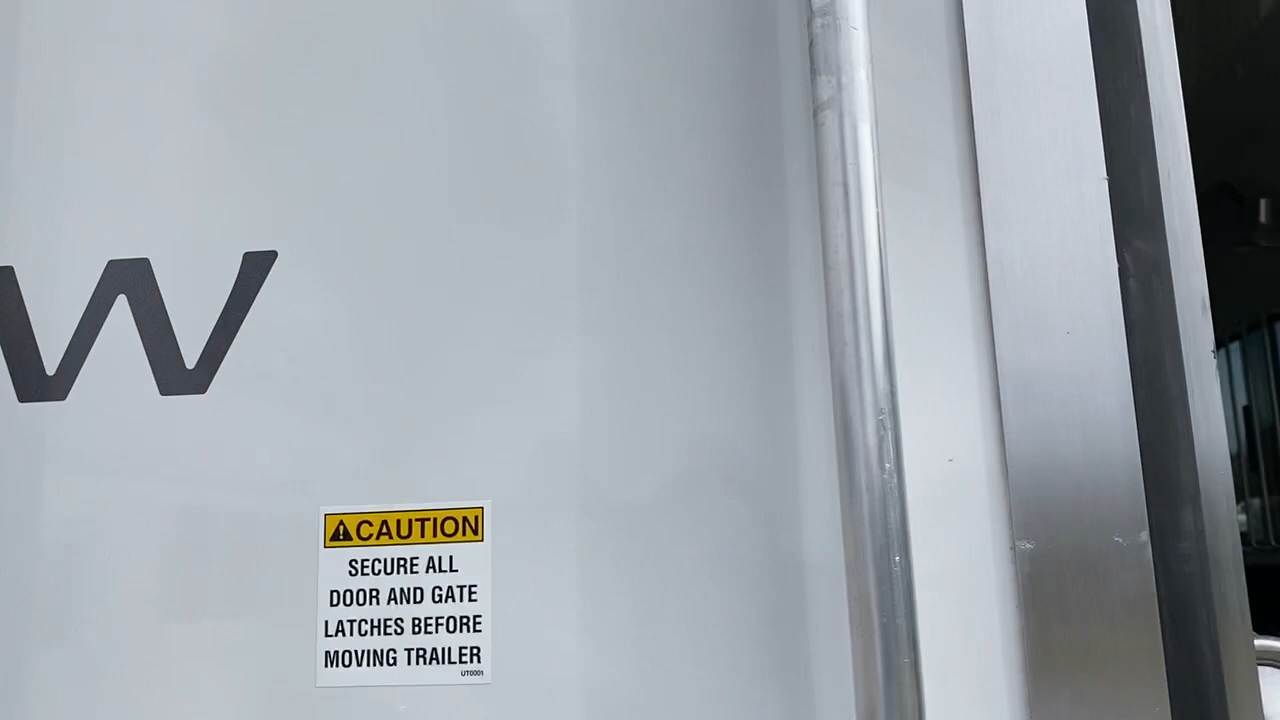 W
CAUTION
SECURE ALL
DOOR AND GATE
LATCHES BEFORE
MOVING TRAILER
UT0001